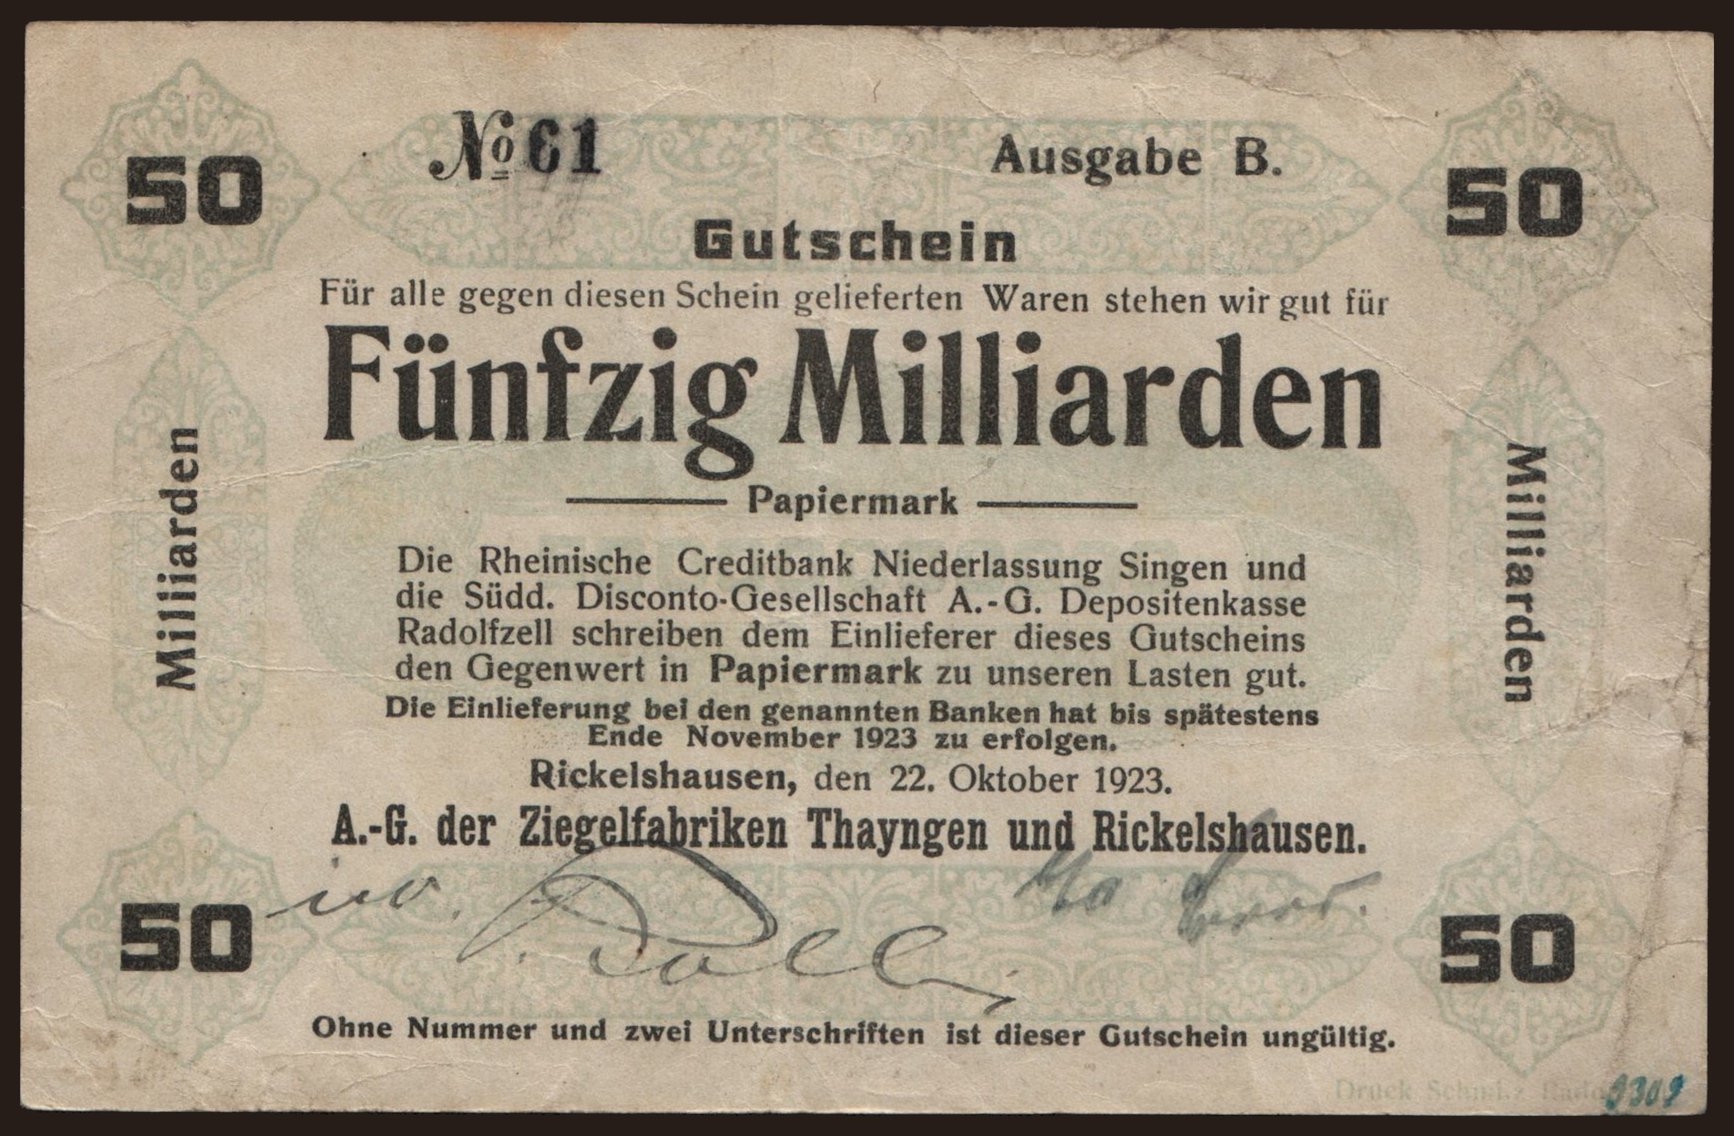 № 61
Ausgabe B.
50
50
Gutschein
Für alle gegen diesen Schein gelieferten Waren stehen wir gut für
Fünfzig Milliarden
Papiermark
Milliarden
Milliarden
Die Rheinische Creditbank Niederlassung Singen und
die Südd. Disconto-Gesellschaft A.-G. Depositenkasse
Radolfzell schreiben dem Einlieferer dieses Gutscheins
den Gegenwert in Papiermark zu unseren Lasten gut.
Die Einlieferung bei den genannten Banken hat bis spätestens
Ende November 1923 zu erfolgen.
Rickelshausen, den 22. Oktober 1923.
A.-G. der Ziegelfabriken Thayngen und Rickelshausen.
50
50
Ohne Nummer und zwei Unterschriften ist dieser Gutschein ungültig.
Druck
9309